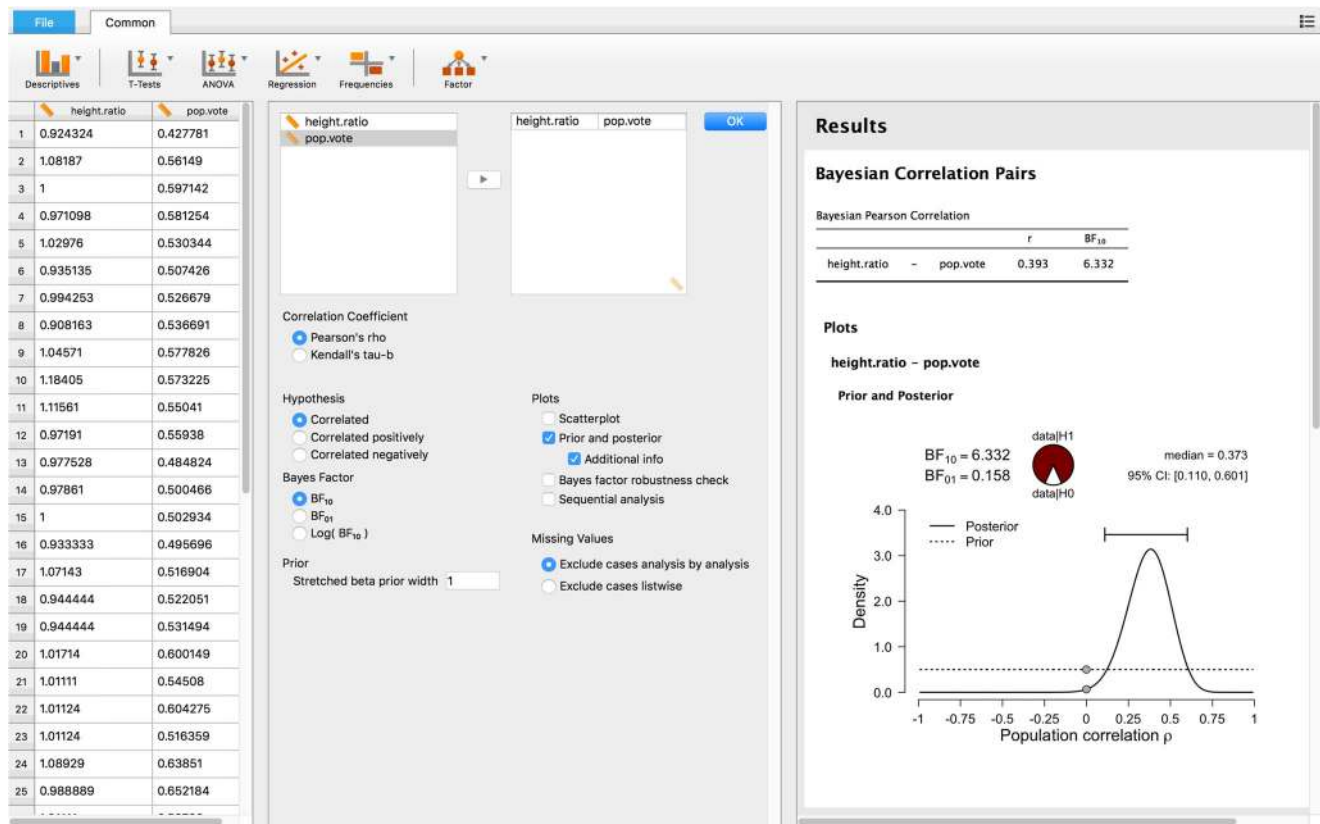 File Common
Descriptives T-Tests ANOVA Regression Frequencies Factor
height.ratio pop.vote
1 0.924324 0.427781
2 1.08187 0.56149
3 1 0.597142
4 0.971098 0.581254
5 1.02976 0.530344
6 0.935135 0.507426
7 0.994253 0.526679
8 0.908163 0.536691
9 1.04571 0.577826
10 1.18405 0.573225
11 1.11561 0.55041
12 0.97191 0.55938
13 0.977528 0.484824
14 0.97861 0.500466
15 1 0.502934
16 0.933333 0.495696
17 1.07143 0.516904
18 0.944444 0.522051
19 0.944444 0.531494
20 1.01714 0.600149
21 1.01111 0.54508
22 1.01124 0.604275
23 1.01124 0.516359
24 1.08929 0.63851
25 0.988889 0.652184
height.ratio
pop.vote
height.ratio pop.vote
OK
Correlation Coefficient
Pearson's rho
Kendall's tau-b
Hypothesis
Correlated
Correlated positively
Correlated negatively
Bayes Factor
BF₁₀
BF₀₁
Log( BF₁₀ )
Prior
Stretched beta prior width 1
Plots
Scatterplot
Prior and posterior
Additional info
Bayes factor robustness check
Sequential analysis
Missing Values
Exclude cases analysis by analysis
Exclude cases listwise
Results
Bayesian Correlation Pairs
Bayesian Pearson Correlation
r BF₁₀
height.ratio – pop.vote 0.393 6.332
Plots
height.ratio – pop.vote
Prior and Posterior
data|H1
BF₁₀ = 6.332
BF₀₁ = 0.158
data|H0
median = 0.373
95% CI: [0.110, 0.601]
Posterior
Prior
Density
4.0
3.0
2.0
1.0
0.0
-1 -0.75 -0.5 -0.25 0 0.25 0.5 0.75 1
Population correlation ρ